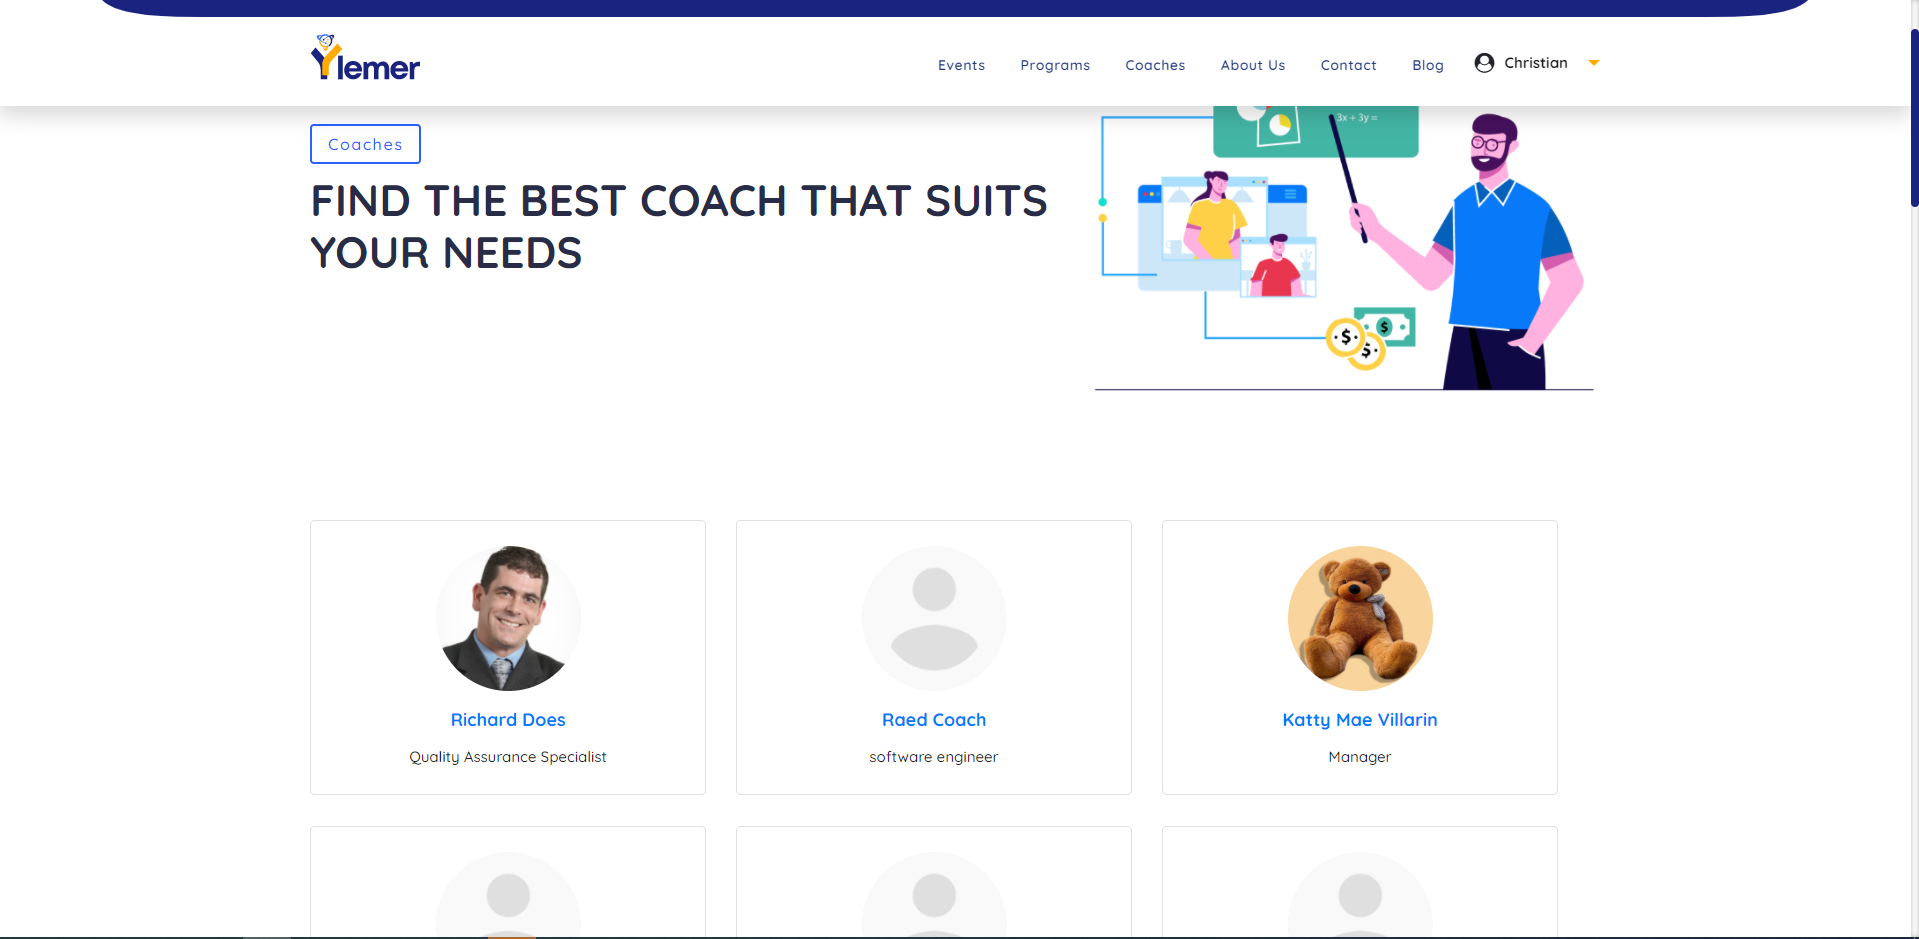 Ylemer
Events Programs Coaches About Us Contact Blog Christian
Coaches
FIND THE BEST COACH THAT SUITS
YOUR NEEDS
3x + 3y =
$
$
$
Richard Does
Quality Assurance Specialist
Raed Coach
software engineer
Katty Mae Villarin
Manager